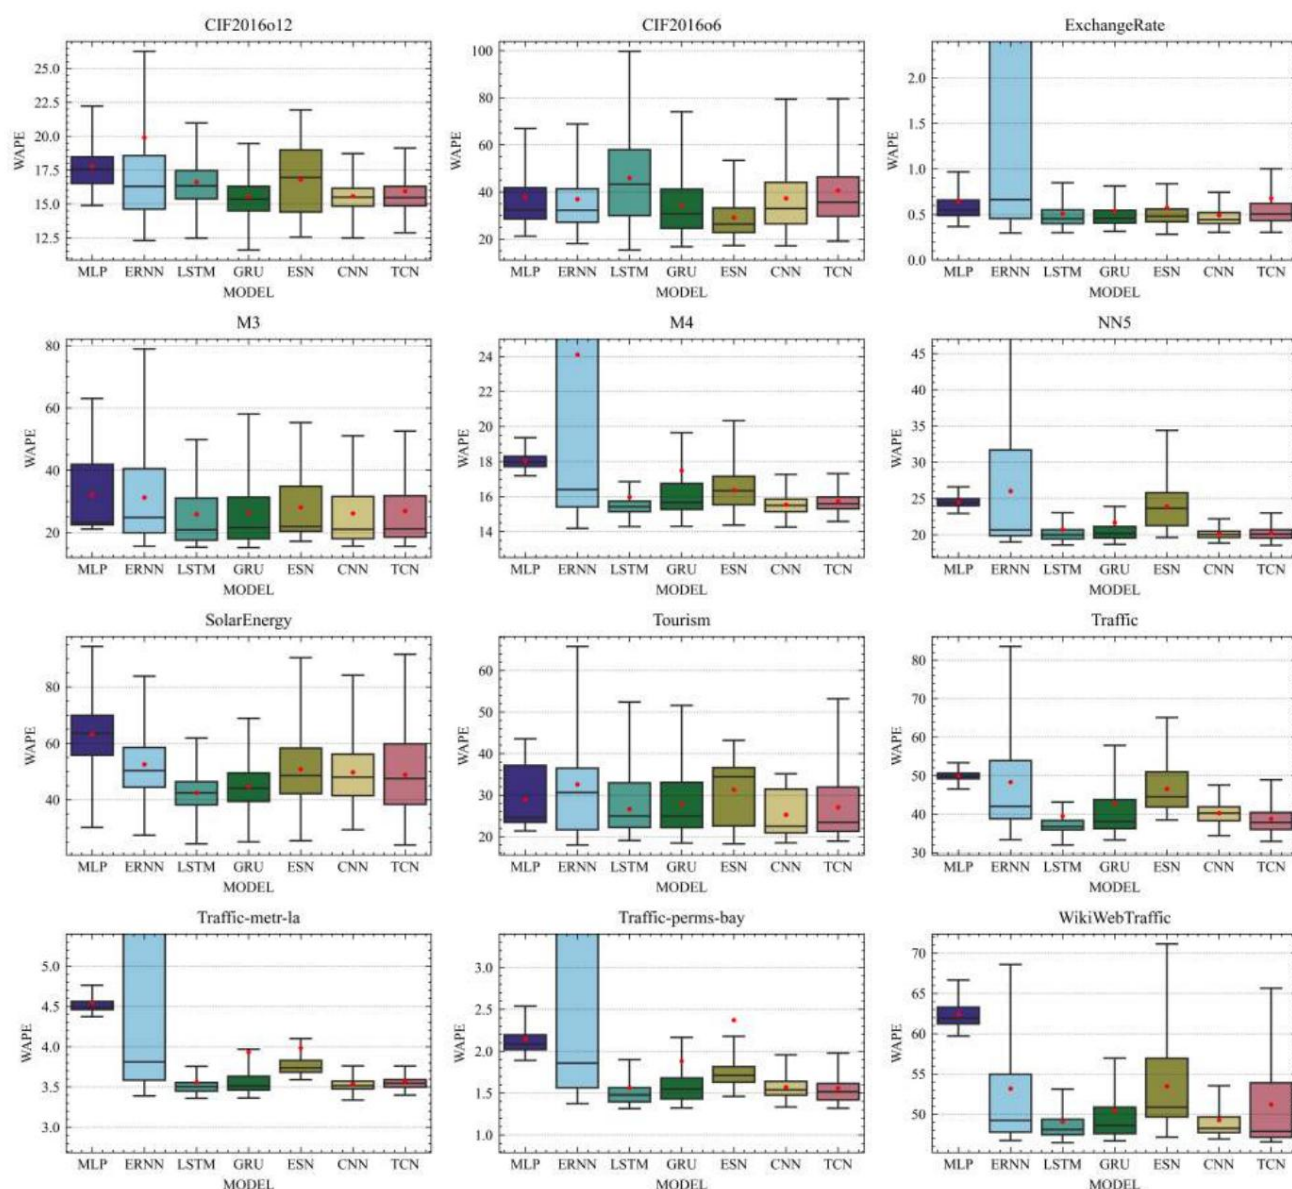 CIF2016o12 CIF2016o6 ExchangeRate
WAPE 25.0 22.5 20.0 17.5 15.0 12.5
WAPE 100 80 60 40 20
WAPE 2.0 1.5 1.0 0.5 0.0
MLP ERNN LSTM GRU ESN CNN TCN MLP ERNN LSTM GRU ESN CNN TCN MLP ERNN LSTM GRU ESN CNN TCN
MODEL MODEL MODEL
M3 M4 NN5
WAPE 80 60 40 20
WAPE 24 22 20 18 16 14
WAPE 45 40 35 30 25 20
MLP ERNN LSTM GRU ESN CNN TCN MLP ERNN LSTM GRU ESN CNN TCN MLP ERNN LSTM GRU ESN CNN TCN
MODEL MODEL MODEL
SolarEnergy Tourism Traffic
WAPE 80 60 40
WAPE 60 50 40 30 20
WAPE 80 70 60 50 40 30
MLP ERNN LSTM GRU ESN CNN TCN MLP ERNN LSTM GRU ESN CNN TCN MLP ERNN LSTM GRU ESN CNN TCN
MODEL MODEL MODEL
Traffic-metr-la Traffic-perms-bay WikiWebTraffic
WAPE 5.0 4.5 4.0 3.5 3.0
WAPE 3.0 2.5 2.0 1.5 1.0
WAPE 70 65 60 55 50
MLP ERNN LSTM GRU ESN CNN TCN MLP ERNN LSTM GRU ESN CNN TCN MLP ERNN LSTM GRU ESN CNN TCN
MODEL MODEL MODEL